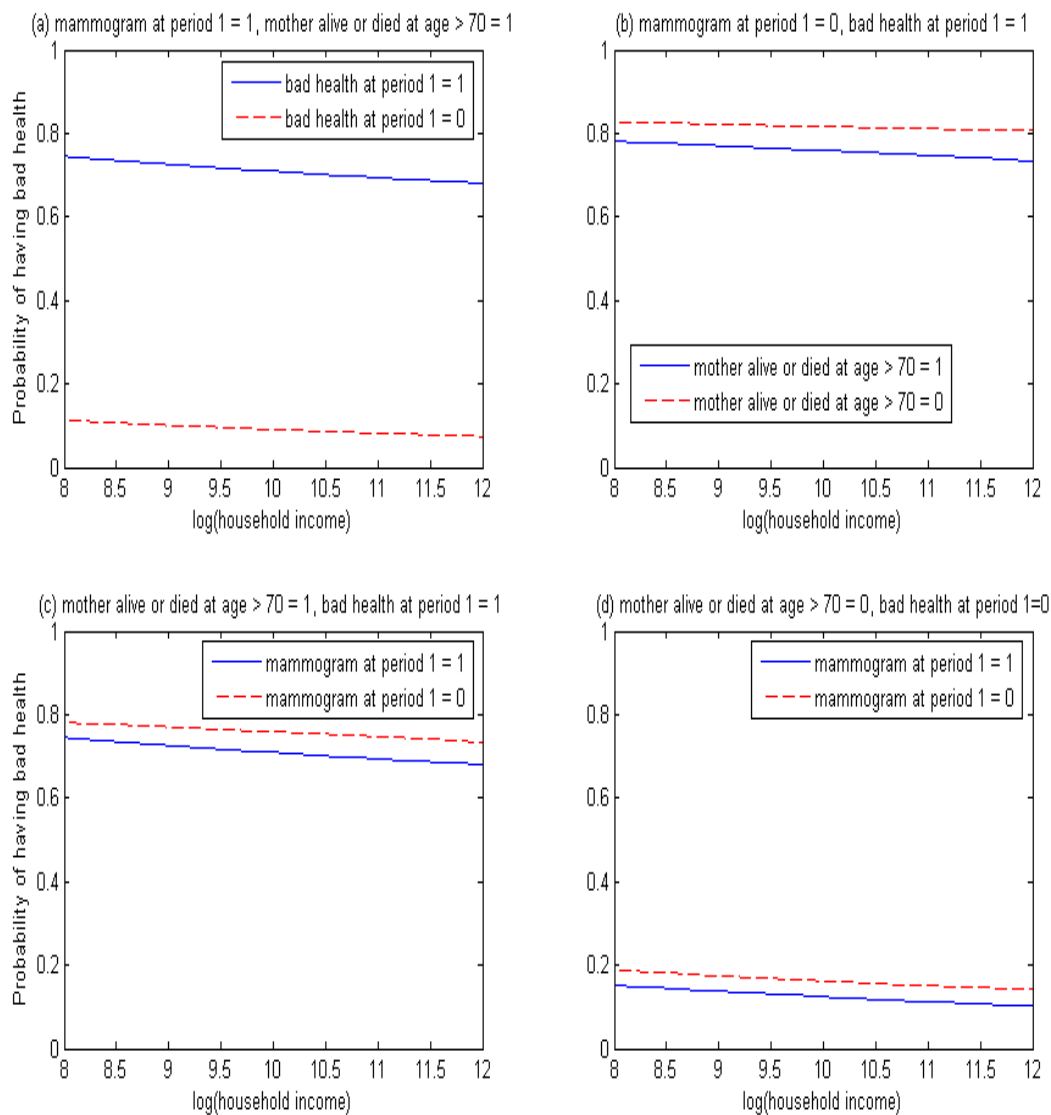 (a) mammogram at period 1 = 1, mother alive or died at age > 70 = 1
1
bad health at period 1 = 1
bad health at period 1 = 0
0.8
0.6
0.4
0.2
0
Probability of having bad health
8 8.5 9 9.5 10 10.5 11 11.5 12
log(household income)
(b) mammogram at period 1 = 0, bad health at period 1 = 1
1
0.8
0.6
0.4
mother alive or died at age > 70 = 1
mother alive or died at age > 70 = 0
0.2
0
8 8.5 9 9.5 10 10.5 11 11.5 12
log(household income)
(c) mother alive or died at age > 70 = 1, bad health at period 1 = 1
1
mammogram at period 1 = 1
mammogram at period 1 = 0
0.8
0.6
0.4
0.2
0
Probability of having bad health
8 8.5 9 9.5 10 10.5 11 11.5 12
log(household income)
(d) mother alive or died at age > 70 = 0, bad health at period 1=0
1
mammogram at period 1 = 1
mammogram at period 1 = 0
0.8
0.6
0.4
0.2
0
8 8.5 9 9.5 10 10.5 11 11.5 12
log(household income)